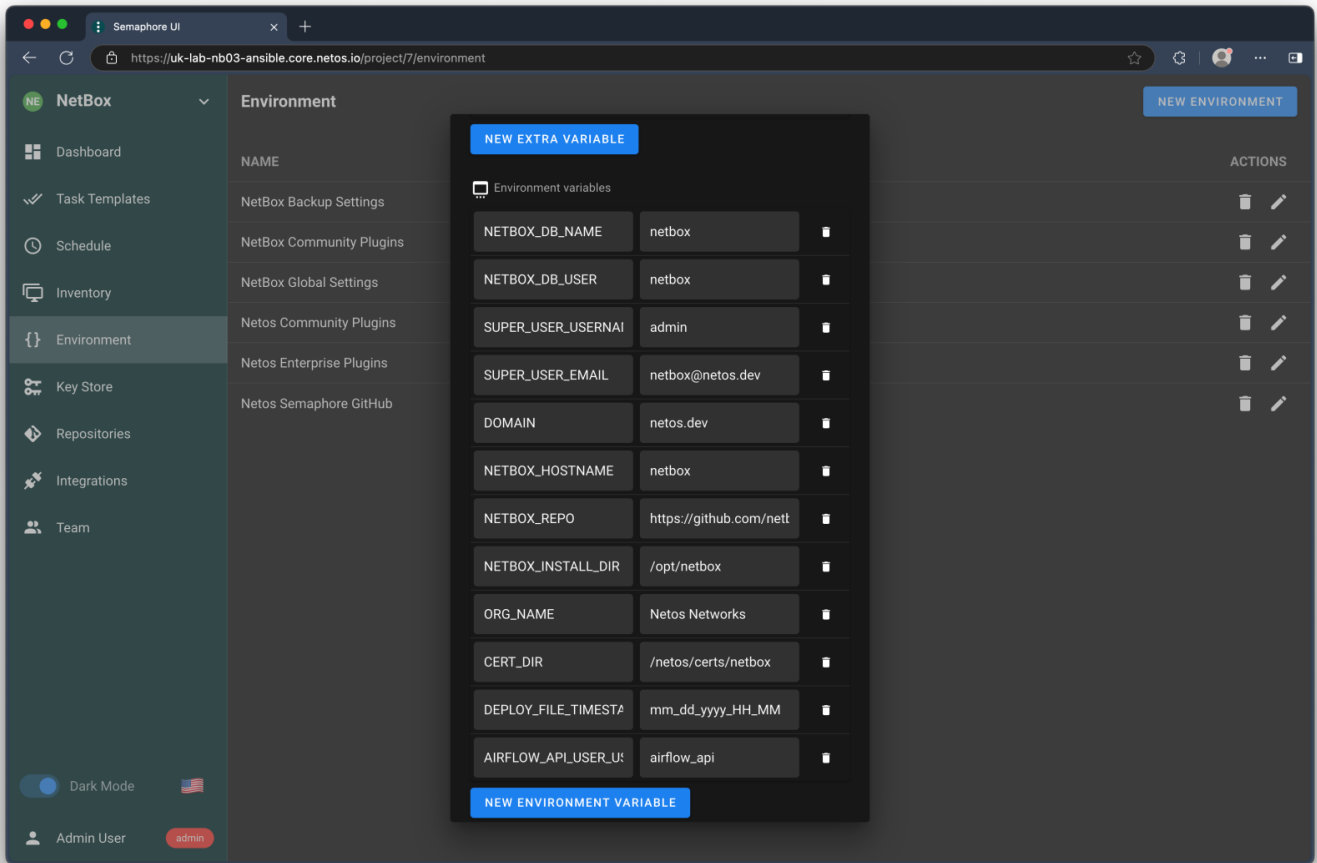 Semaphore UI
https://uk-lab-nb03-ansible.core.netos.io/project/7/environment
NE NetBox
Environment
NEW ENVIRONMENT
Dashboard
Task Templates
Schedule
Inventory
{} Environment
Key Store
Repositories
Integrations
Team
Dark Mode
Admin User admin
NAME ACTIONS
NetBox Backup Settings
NetBox Community Plugins
NetBox Global Settings
Netos Community Plugins
Netos Enterprise Plugins
Netos Semaphore GitHub
NEW EXTRA VARIABLE
Environment variables
NETBOX_DB_NAME netbox
NETBOX_DB_USER netbox
SUPER_USER_USERNAI admin
SUPER_USER_EMAIL netbox@netos.dev
DOMAIN netos.dev
NETBOX_HOSTNAME netbox
NETBOX_REPO https://github.com/netb
NETBOX_INSTALL_DIR /opt/netbox
ORG_NAME Netos Networks
CERT_DIR /netos/certs/netbox
DEPLOY_FILE_TIMESTA mm_dd_yyyy_HH_MM
AIRFLOW_API_USER_US airflow_api
NEW ENVIRONMENT VARIABLE